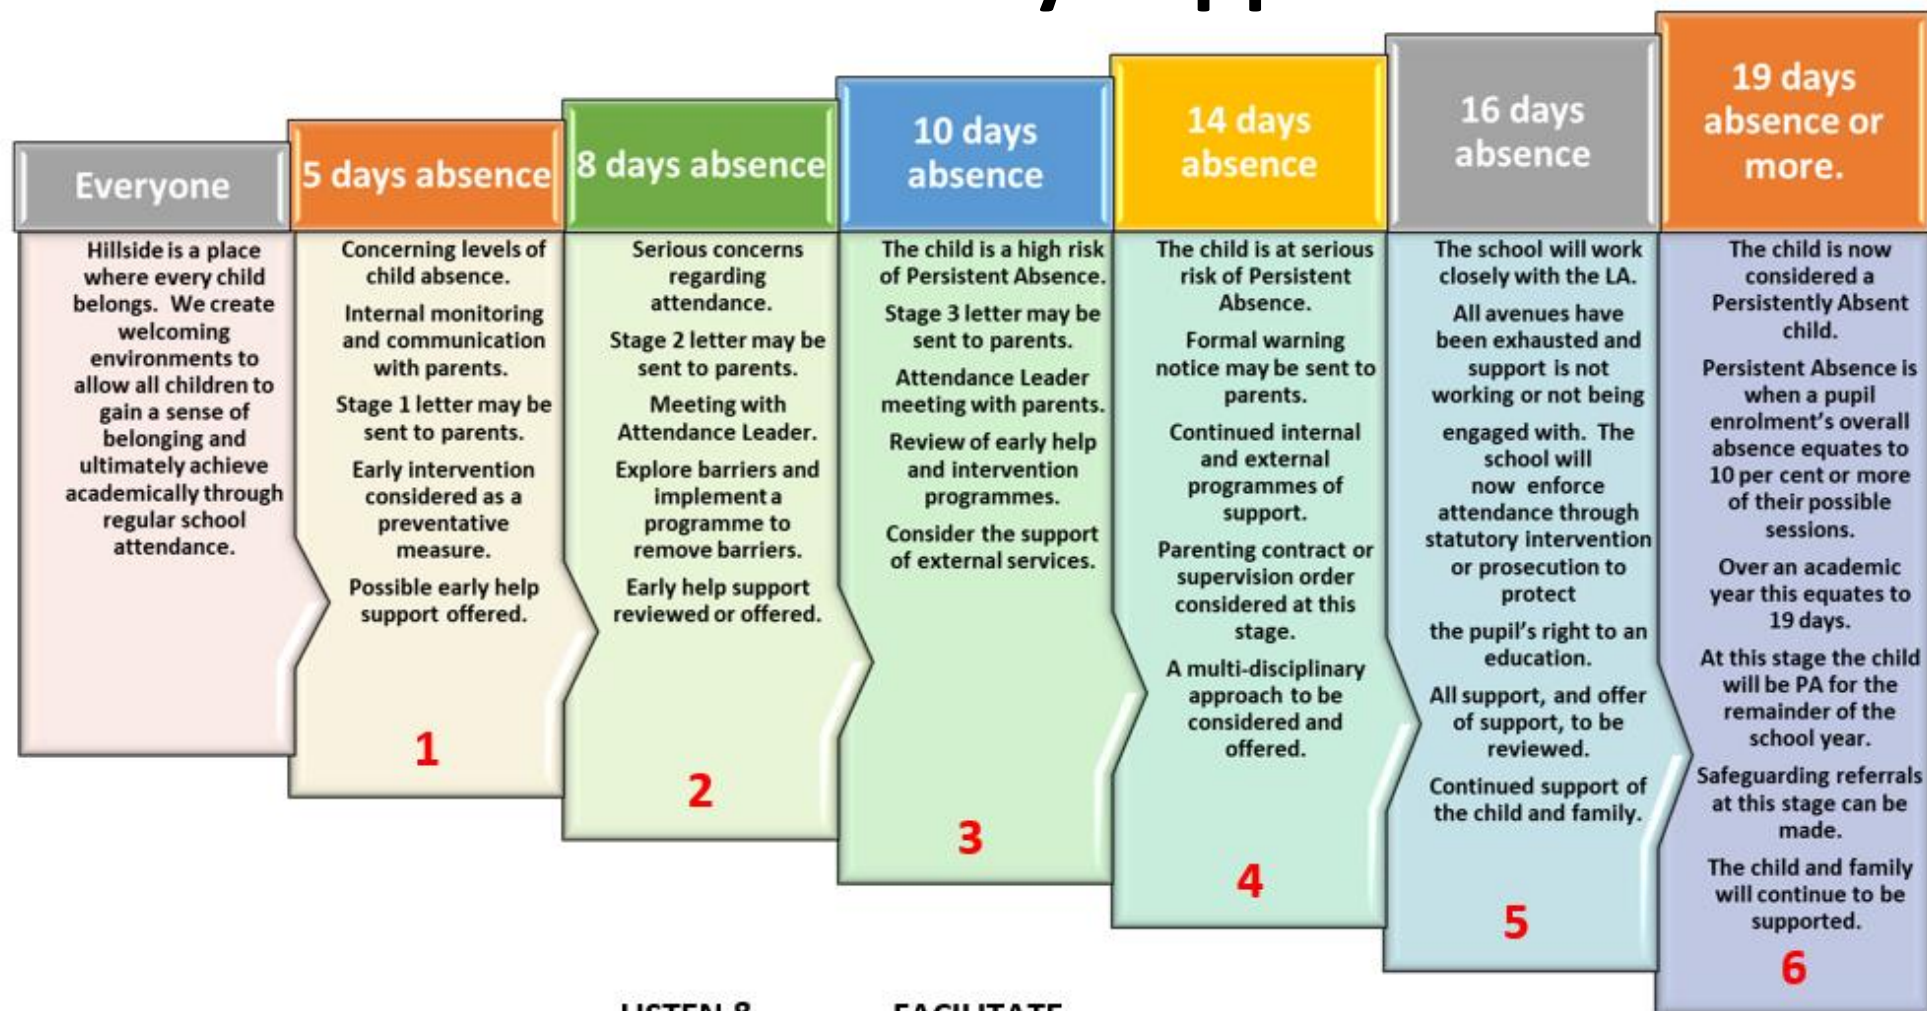 Everyone
Hillside is a place
where every child
belongs.  We create
welcoming
environments to
allow all children to
gain a sense of
belonging and
ultimately achieve
academically through
regular school
attendance.
5 days absence
Concerning levels of
child absence.
Internal monitoring
and communication
with parents.
Stage 1 letter may be
sent to parents.
Early intervention
considered as a
preventative
measure.
Possible early help
support offered.
1
8 days absence
Serious concerns
regarding
attendance.
Stage 2 letter may be
sent to parents.
Meeting with
Attendance Leader.
Explore barriers and
implement a
programme to
remove barriers.
Early help support
reviewed or offered.
2
10 days
absence
The child is a high risk
of Persistent Absence.
Stage 3 letter may be
sent to parents.
Attendance Leader
meeting with parents.
Review of early help
and intervention
programmes.
Consider the support
of external services.
3
14 days
absence
The child is at serious
risk of Persistent
Absence.
Formal warning
notice may be sent to
parents.
Continued internal
and external
programmes of
support.
Parenting contract or
supervision order
considered at this
stage.
A multi-disciplinary
approach to be
considered and
offered.
4
16 days
absence
The school will work
closely with the LA.
All avenues have
been exhausted and
support is not
working or not being
engaged with.  The
school will
now  enforce
attendance through
statutory intervention
or prosecution to
protect
the pupil's right to an
education.
All support, and offer
of support, to be
reviewed.
Continued support of
the child and family.
5
19 days
absence or
more.
The child is now
considered a
Persistently Absent
child.
Persistent Absence is
when a pupil
enrolment's overall
absence equates to
10 per cent or more
of their possible
sessions.
Over an academic
year this equates to
19 days.
At this stage the child
will be PA for the
remainder of the
school year.
Safeguarding referrals
at this stage can be
made.
The child and family
will continue to be
supported.
6
LISTEN &
FACILITATE